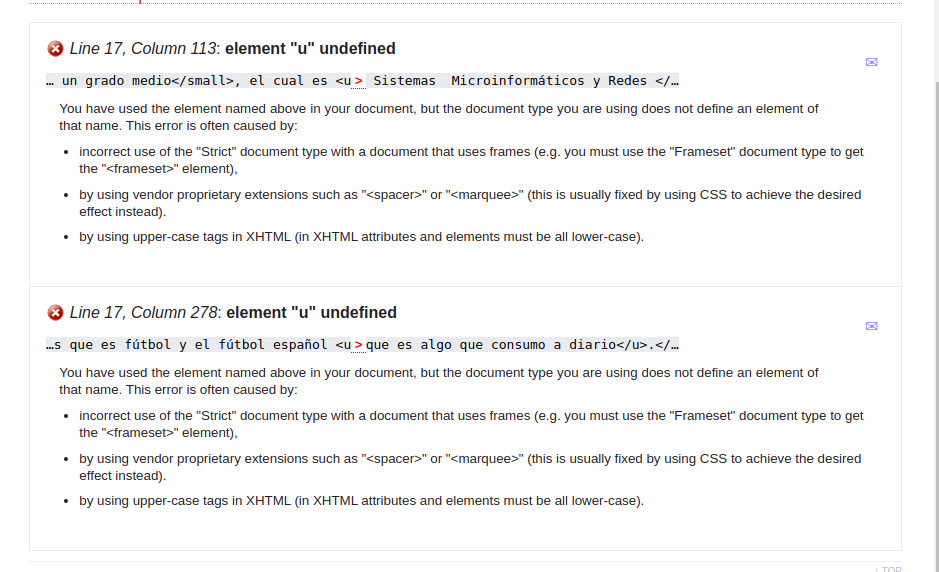 Line 17, Column 113: element "u" undefined
✉
… un grado medio</small>, el cual es <u> Sistemas  Microinformáticos y Redes </…
You have used the element named above in your document, but the document type you are using does not define an element of
that name. This error is often caused by:
• incorrect use of the "Strict" document type with a document that uses frames (e.g. you must use the "Frameset" document type to get
the "<frameset>" element),
• by using vendor proprietary extensions such as "<spacer>" or "<marquee>" (this is usually fixed by using CSS to achieve the desired
effect instead).
• by using upper-case tags in XHTML (in XHTML attributes and elements must be all lower-case).
Line 17, Column 278: element "u" undefined
✉
…s que es fútbol y el fútbol español <u>que es algo que consumo a diario</u>.</…
You have used the element named above in your document, but the document type you are using does not define an element of
that name. This error is often caused by:
• incorrect use of the "Strict" document type with a document that uses frames (e.g. you must use the "Frameset" document type to get
the "<frameset>" element),
• by using vendor proprietary extensions such as "<spacer>" or "<marquee>" (this is usually fixed by using CSS to achieve the desired
effect instead).
• by using upper-case tags in XHTML (in XHTML attributes and elements must be all lower-case).
↑ TOP